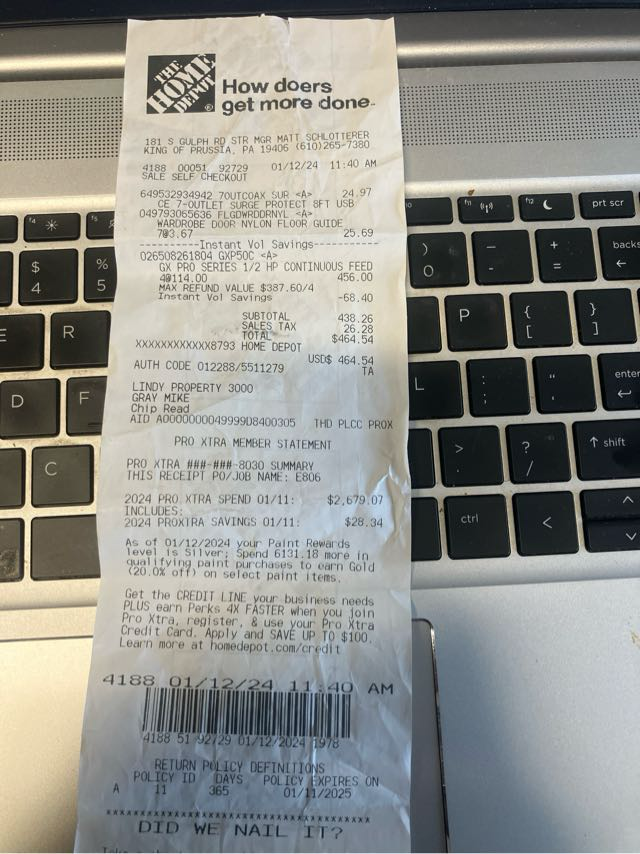 THE HOME DEPOT ®
How doers
get more done.
181 S GULPH RD STR MGR MATT SCHLOTTERER
KING OF PRUSSIA, PA 19406 (610)265-7380
4188 00051 92729 01/12/24 11:40 AM
SALE SELF CHECKOUT
649532934942 7OUTCOAX SUR <A> 24.97
CE 7-OUTLET SURGE PROTECT 8FT USB
049793065636 FLGDWRDDRNYL <A>
WARDROBE DOOR NYLON FLOOR GUIDE
7@3.67 25.69
----------Instant Vol Savings-----------
026508261804 GXP50C <A>
GX PRO SERIES 1/2 HP CONTINUOUS FEED
4@114.00 456.00
MAX REFUND VALUE $387.60/4
Instant Vol Savings -68.40
SUBTOTAL 438.26
SALES TAX 26.28
TOTAL $464.54
XXXXXXXXXXXX8793 HOME DEPOT
USD$ 464.54
AUTH CODE 012288/5511279 TA
LINDY PROPERTY 3000
GRAY MIKE
Chip Read
AID A0000000049999D8400305 THD PLCC PROX
PRO XTRA MEMBER STATEMENT
PRO XTRA ###-###-8030 SUMMARY
THIS RECEIPT PO/JOB NAME: E806
2024 PRO XTRA SPEND 01/11: $2,679.07
INCLUDES:
2024 PROXTRA SAVINGS 01/11: $28.34
As of 01/12/2024 your Paint Rewards
level is Silver; Spend 6131.18 more in
qualifying paint purchases to earn Gold
(20.0% off) on select paint items.
Get the CREDIT LINE your business needs
PLUS earn Perks 4X FASTER when you join
Pro Xtra, register, & use your Pro Xtra
Credit Card. Apply and SAVE UP TO $100.
Learn more at homedepot.com/credit
4188 01/12/24 11:40 AM
4188 51 92729 01/12/2024 1978
RETURN POLICY DEFINITIONS
POLICY ID DAYS POLICY EXPIRES ON
A 11 365 01/11/2025
DID WE NAIL IT?
f4
f5
f11
f12
prt scr
$ 4
% 5
) 0
_ -
+ =
backs
E
R
P
{ [
} ]
D
F
L
: ;
" '
enter
C
>
? /
shift
ctrl
<